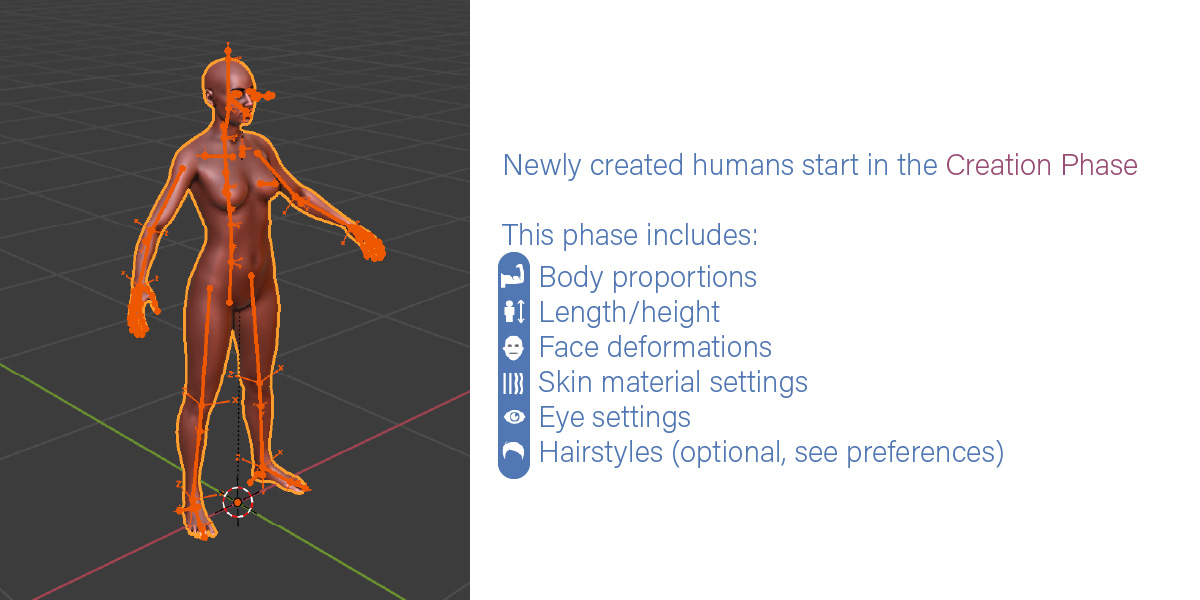 Newly created humans start in the Creation Phase
This phase includes:
Body proportions
Length/height
Face deformations
Skin material settings
Eye settings
Hairstyles (optional, see preferences)